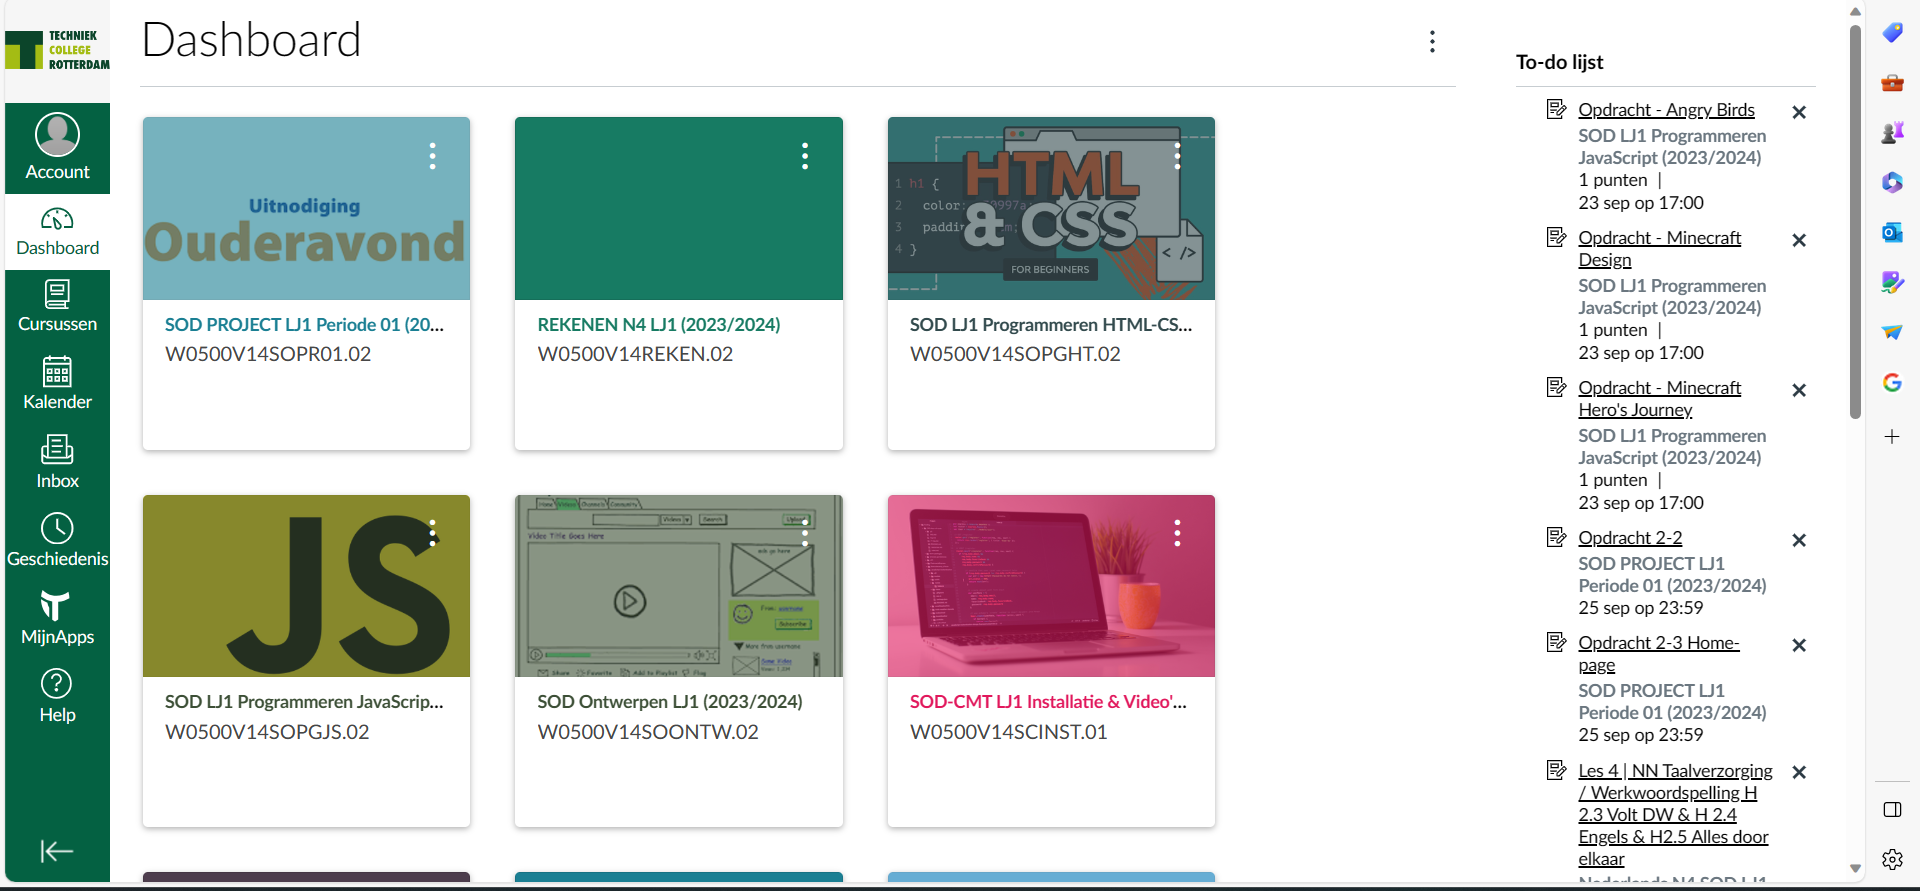 TECHNIEK
COLLEGE
ROTTERDAM
Account
Dashboard
Cursussen
Kalender
Inbox
Geschiedenis
MijnApps
Help
Dashboard
Uitnodiging
Ouderavond
SOD PROJECT LJ1 Periode 01 (20...
W0500V14SOPR01.02
REKENEN N4 LJ1 (2023/2024)
W0500V14REKEN.02
HTML
& CSS
FOR BEGINNERS
1 h1 {
2 color:
3
4 }
</>
SOD LJ1 Programmeren HTML-CS...
W0500V14SOPGHT.02
JS
SOD LJ1 Programmeren JavaScrip...
W0500V14SOPGJS.02
Video Title Goes Here
Search
SOD Ontwerpen LJ1 (2023/2024)
W0500V14SOONTW.02
SOD-CMT LJ1 Installatie & Video'...
W0500V14SCINST.01
To-do lijst
Opdracht - Angry Birds
SOD LJ1 Programmeren
JavaScript (2023/2024)
1 punten |
23 sep op 17:00
Opdracht - Minecraft
Design
SOD LJ1 Programmeren
JavaScript (2023/2024)
1 punten |
23 sep op 17:00
Opdracht - Minecraft
Hero's Journey
SOD LJ1 Programmeren
JavaScript (2023/2024)
1 punten |
23 sep op 17:00
Opdracht 2-2
SOD PROJECT LJ1
Periode 01 (2023/2024)
25 sep op 23:59
Opdracht 2-3 Home-
page
SOD PROJECT LJ1
Periode 01 (2023/2024)
25 sep op 23:59
Les 4 | NN Taalverzorging
/ Werkwoordspelling H
2.3 Volt DW & H 2.4
Engels & H2.5 Alles door
elkaar